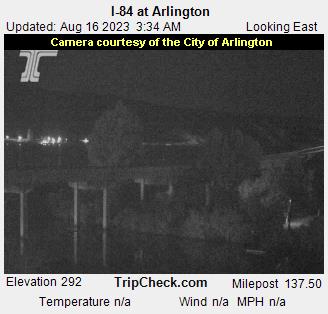 I-84 at Arlington
Updated: Aug 16 2023 3:34 AM Looking East
Camera courtesy of the City of Arlington
Elevation 292 TripCheck.com Milepost 137.50
Temperature n/a Wind n/a MPH n/a